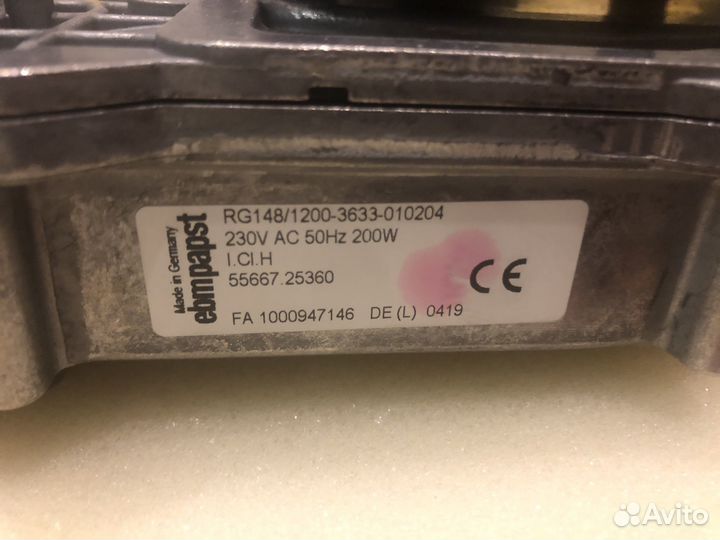 Made in Germany
ebmpapst
RG148/1200-3633-010204
230V AC 50Hz 200W
I.Cl.H
55667.25360
CE
FA 1000947146 DE (L) 0419
Avito